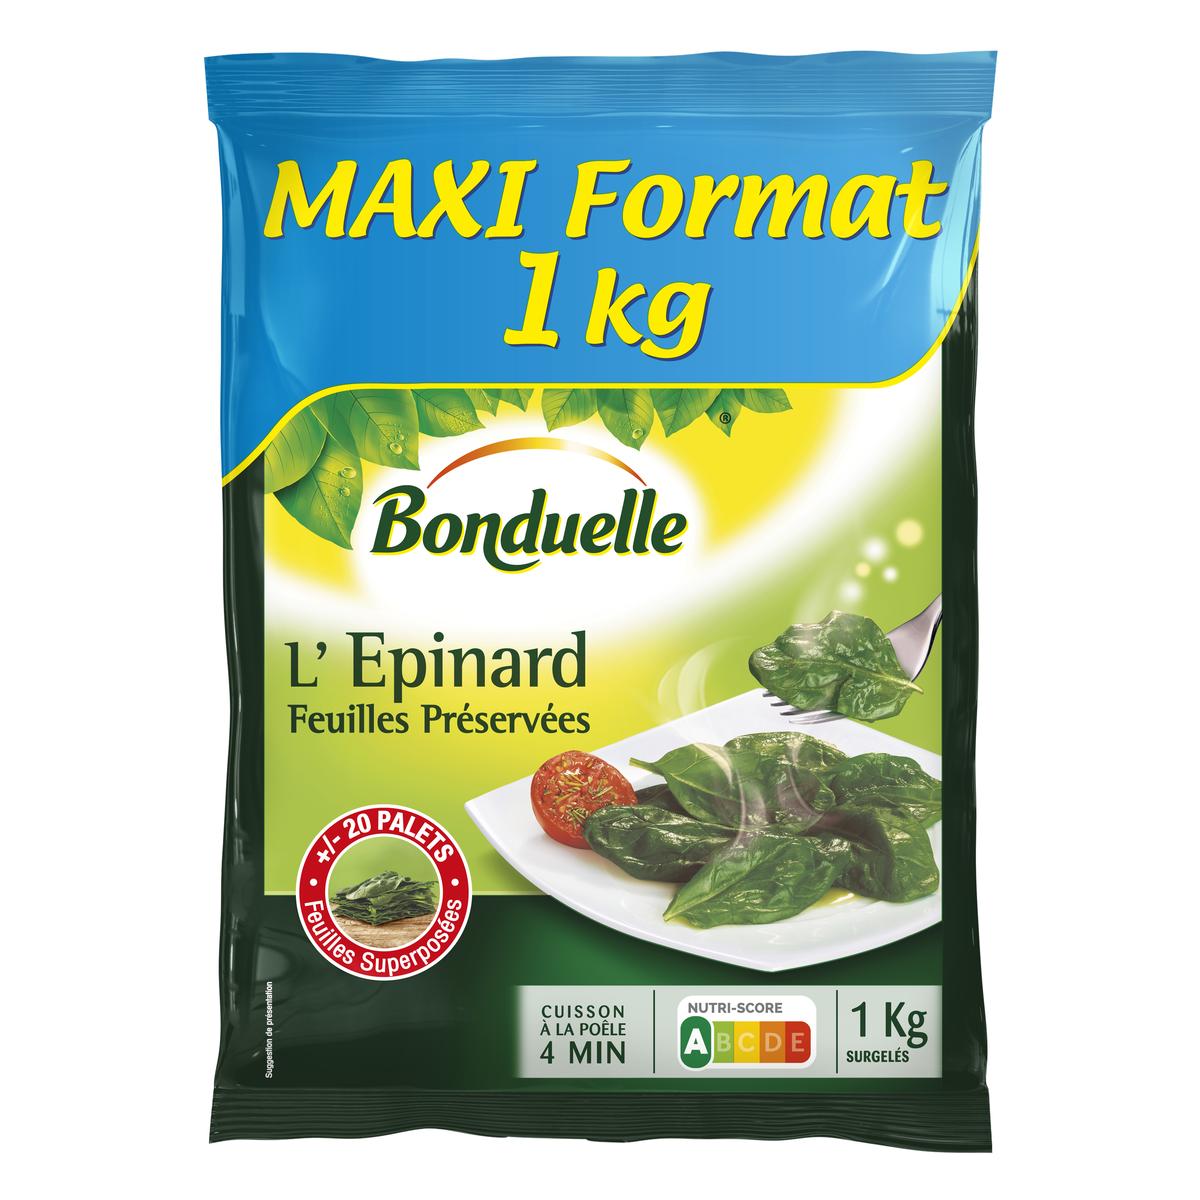 MAXI Format
1 kg
®
Bonduelle
L' Epinard
Feuilles Préservées
+/- 20 PALETS
• Feuilles Superposées •
Suggestion de présentation
CUISSON
À LA POÊLE
4 MIN
NUTRI-SCORE
A B C D E
1 Kg
SURGELÉS